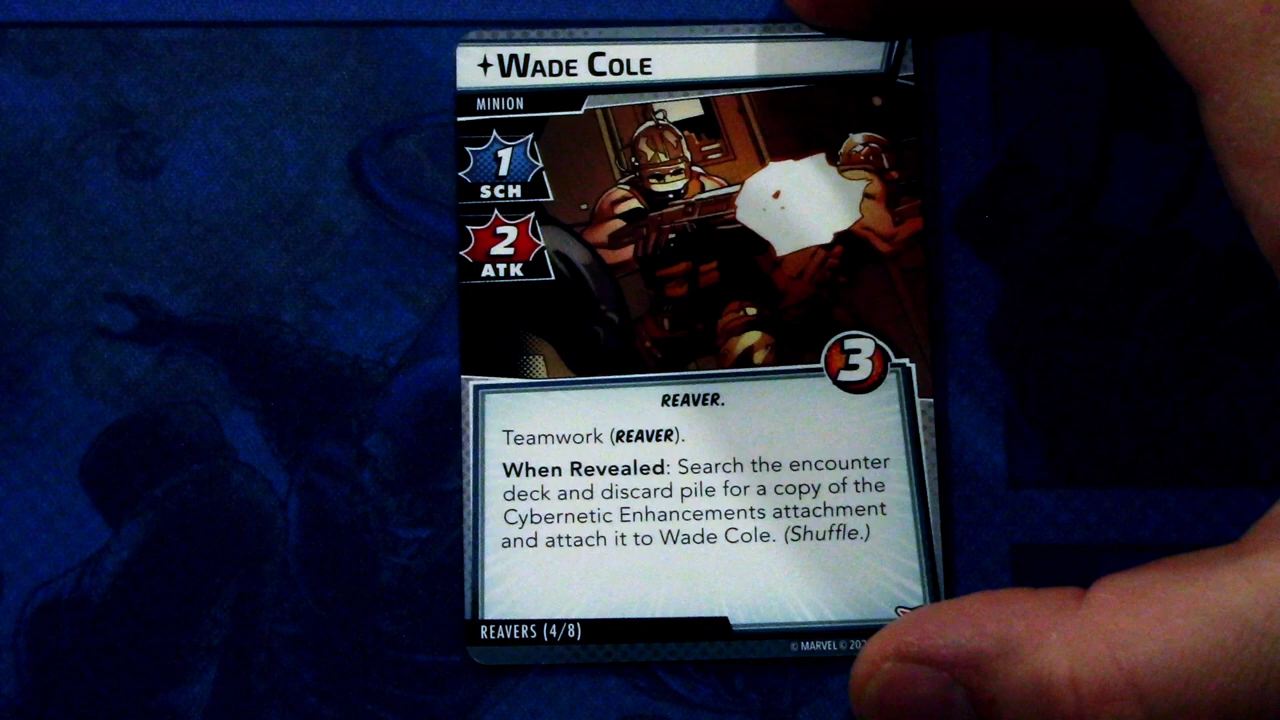 WADE COLE
MINION
1
SCH
2
ATK
3
REAVER.
Teamwork (REAVER).
When Revealed: Search the encounter
deck and discard pile for a copy of the
Cybernetic Enhancements attachment
and attach it to Wade Cole. (Shuffle.)
REAVERS (4/8)
© MARVEL ©